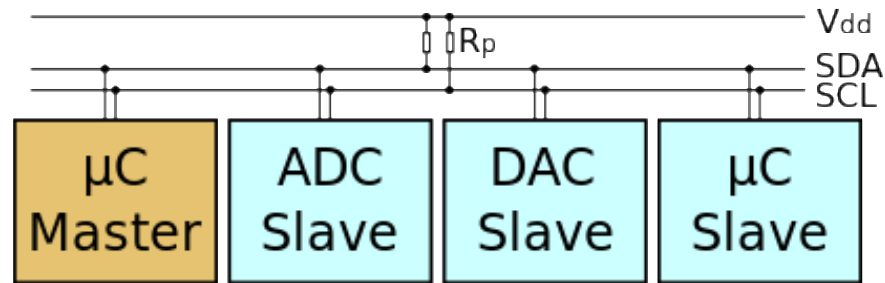 Vdd
Rp
SDA
SCL
µC
Master
ADC
Slave
DAC
Slave
µC
Slave